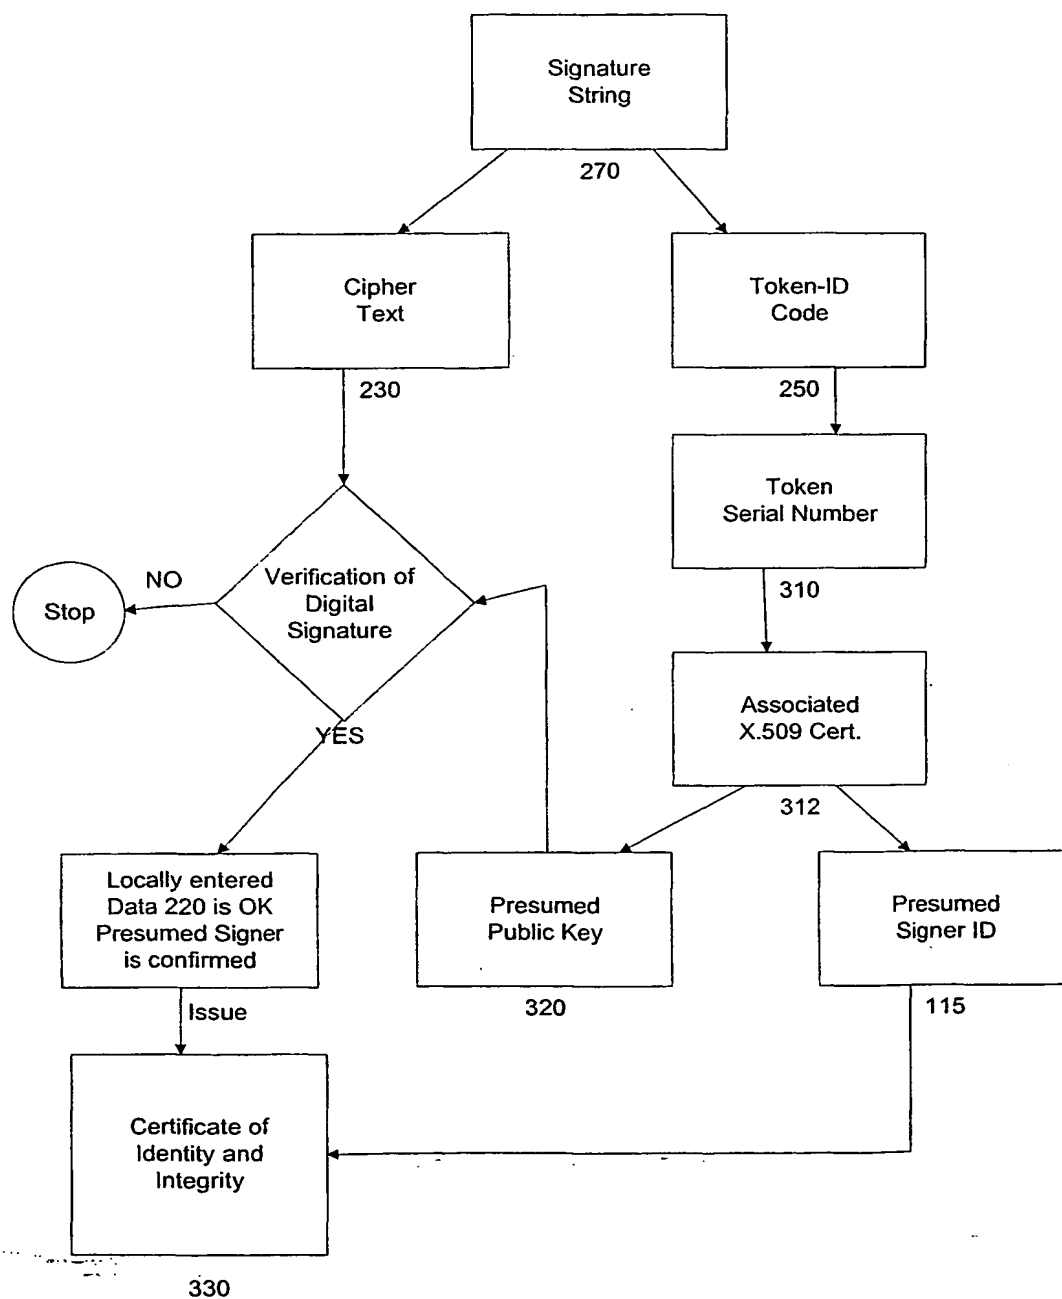 Signature
String
270
Cipher
Text
230
Token-ID
Code
250
Token
Serial Number
310
Verification of
Digital
Signature
NO
Stop
YES
Associated
X.509 Cert.
312
Locally entered
Data 220 is OK
Presumed Signer
is confirmed
Issue
Presumed
Public Key
320
Presumed
Signer ID
115
Certificate of
Identity and
Integrity
330